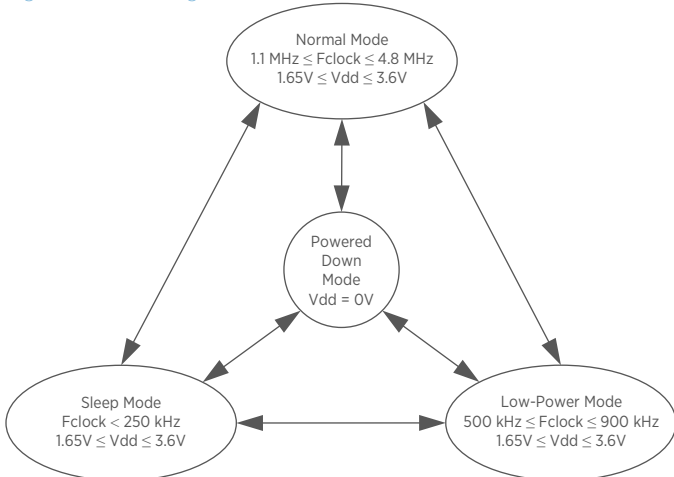 Normal Mode
1.1 MHz ≤ Fclock ≤ 4.8 MHz
1.65V ≤ Vdd ≤ 3.6V
Powered
Down
Mode
Vdd = 0V
Sleep Mode
Fclock < 250 kHz
1.65V ≤ Vdd ≤ 3.6V
Low-Power Mode
500 kHz ≤ Fclock ≤ 900 kHz
1.65V ≤ Vdd ≤ 3.6V